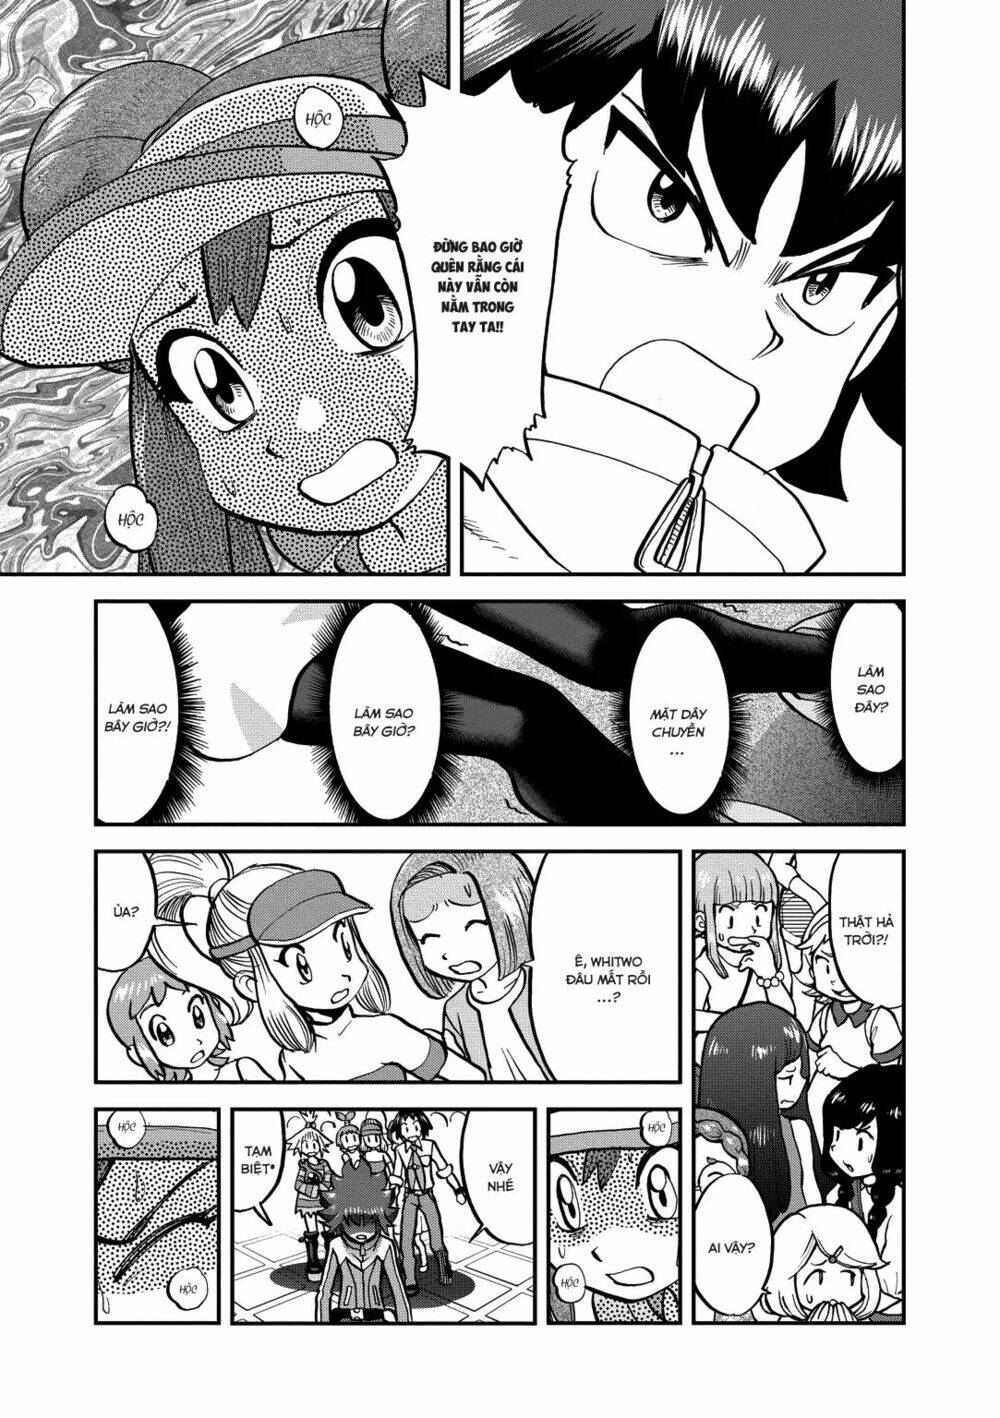 ĐỪNG BAO GIỜ
QUÊN RẰNG CÁI
NÀY VẪN CÒN
NẰM TRONG
TAY TA!!
HỘC
HỘC
LÀM
SAO
ĐÂY?
MẶT DÂY
CHUYỀN
...
LÀM SAO
BÂY GIỜ?
LÀM SAO
BÂY GIỜ?!
THẬT HẢ
TRỜI?!
AI VẬY?
Ê, WHITWO
ĐÂU MẤT RỒI
...?
ỦA?
HỘC
HỘC
VẬY
NHÉ
TẠM
BIỆT*
HỘC
HỘC